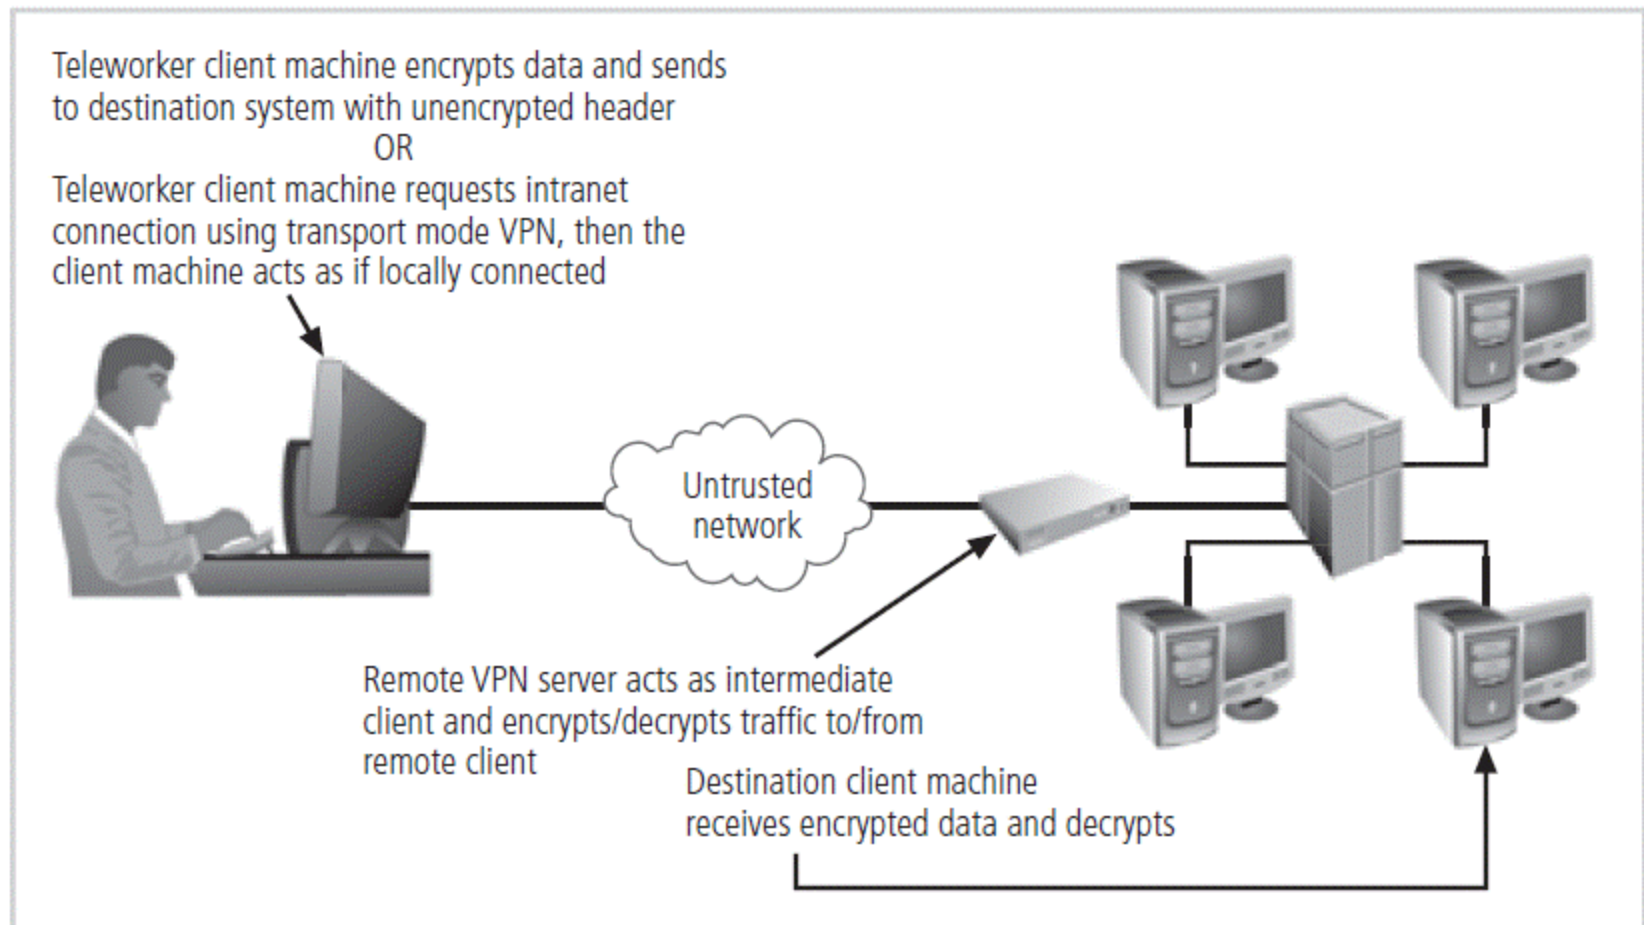 Teleworker client machine encrypts data and sends
to destination system with unencrypted header
OR
Teleworker client machine requests intranet
connection using transport mode VPN, then the
client machine acts as if locally connected
Untrusted
network
Remote VPN server acts as intermediate
client and encrypts/decrypts traffic to/from
remote client
Destination client machine
receives encrypted data and decrypts